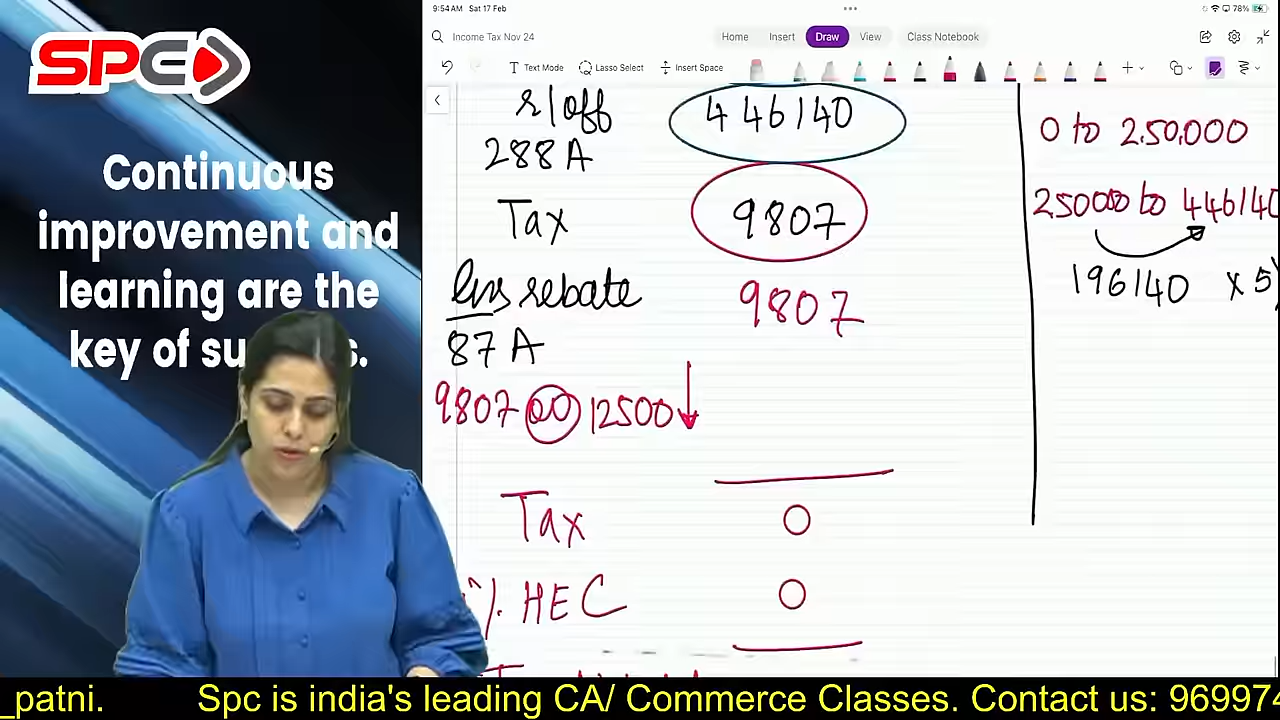 SPC
Continuous
improvement and
learning are the
key of su s.
9:54AM Sat 17 Feb
78%
Income Tax Nov 24
Home Insert Draw View Class Notebook
Text Mode Lasso Select Insert Space
r/off 446140
288A
Tax 9807
less rebate 9807
87A
9807 or 12500 ↓
Tax 0
% HEC 0
0 to 2.50,000
250000 to 446140
196140 x 5
_patni. Spc is india's leading CA/ Commerce Classes. Contact us: 969974